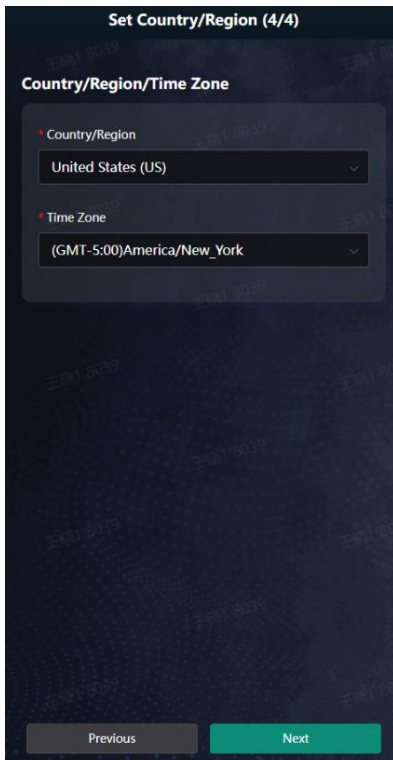 Set Country/Region (4/4)
Country/Region/Time Zone
* Country/Region
United States (US)
* Time Zone
(GMT-5:00)America/New_York
Previous
Next